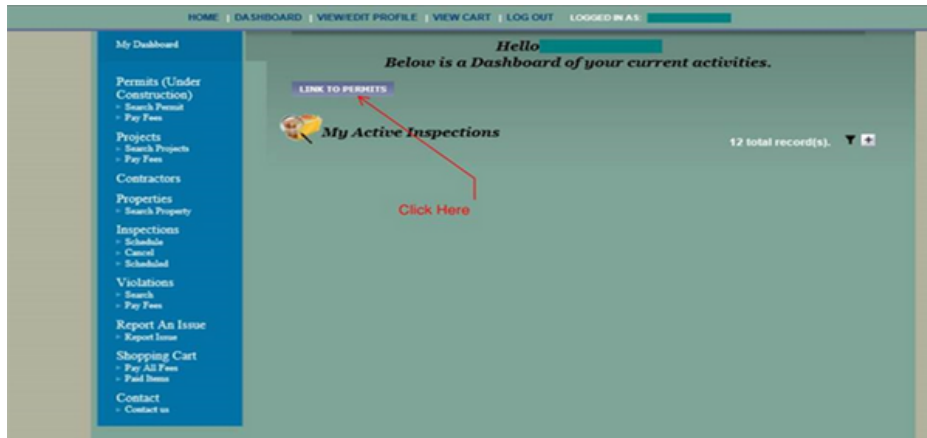 HOME | DASHBOARD | VIEW/EDIT PROFILE | VIEW CART | LOG OUT LOGGED IN AS:
My Dashboard
Permits (Under
Construction)
Search Permit
Pay Fees
Projects
Search Projects
Pay Fees
Contractors
Properties
Search Property
Inspections
Schedule
Cancel
Scheduled
Violations
Search
Pay Fees
Report An Issue
Report Issue
Shopping Cart
Pay All Fees
Paid Items
Contact
Contact us
Hello
Below is a Dashboard of your current activities.
LINK TO PERMITS
My Active Inspections
12 total record(s).
Click Here